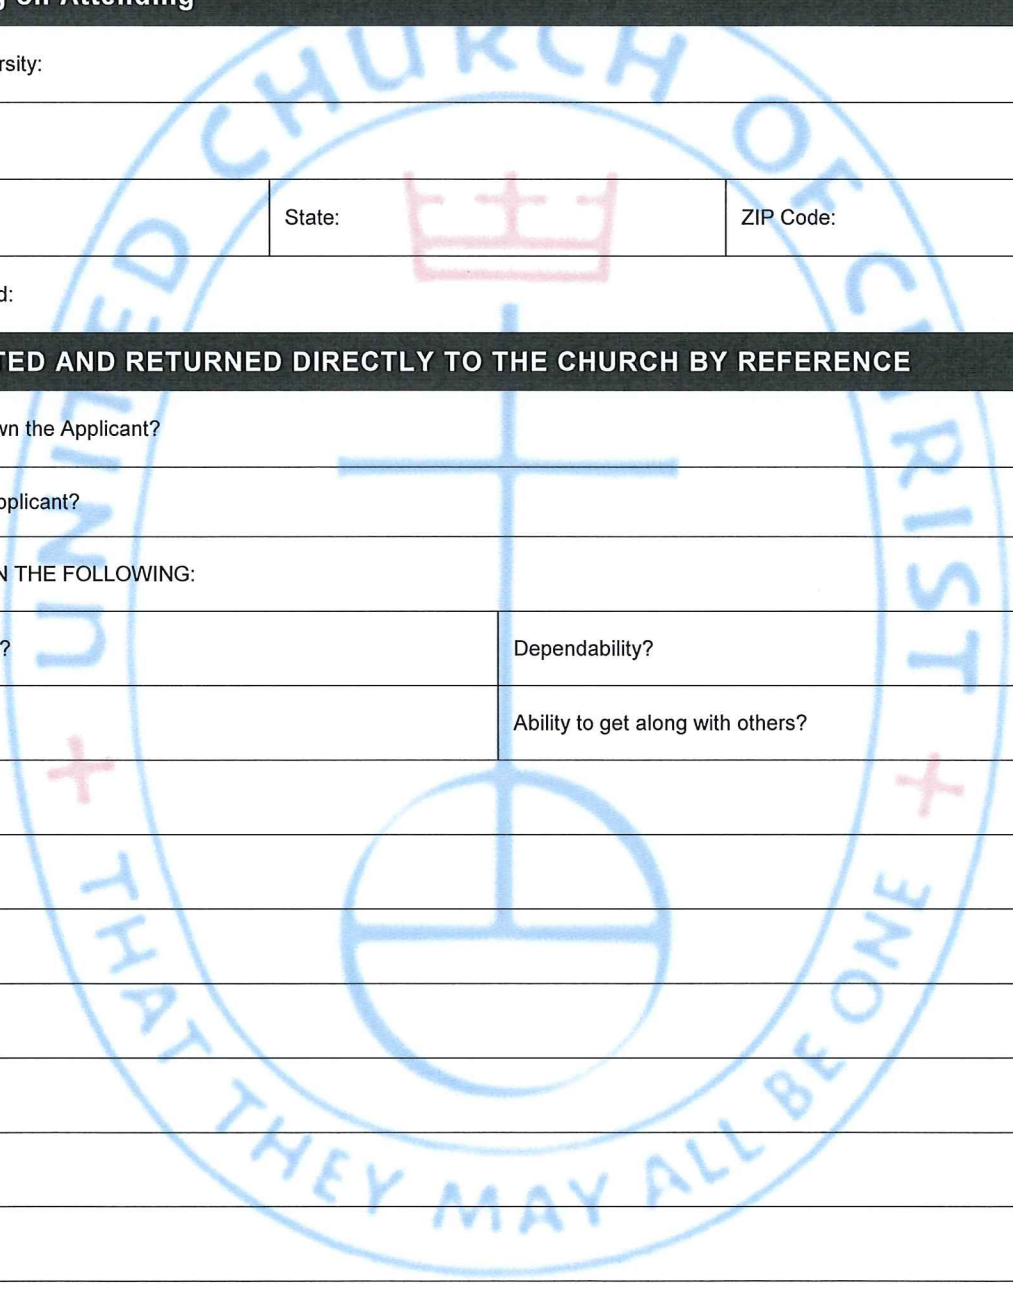 g on Attending
rsity:
State: ZIP Code:
d:
TED AND RETURNED DIRECTLY TO THE CHURCH BY REFERENCE
wn the Applicant?
pplicant?
N THE FOLLOWING:
? Dependability?
Ability to get along with others?
UNITED CHURCH OF CHRIST
THAT THEY MAY ALL BE ONE